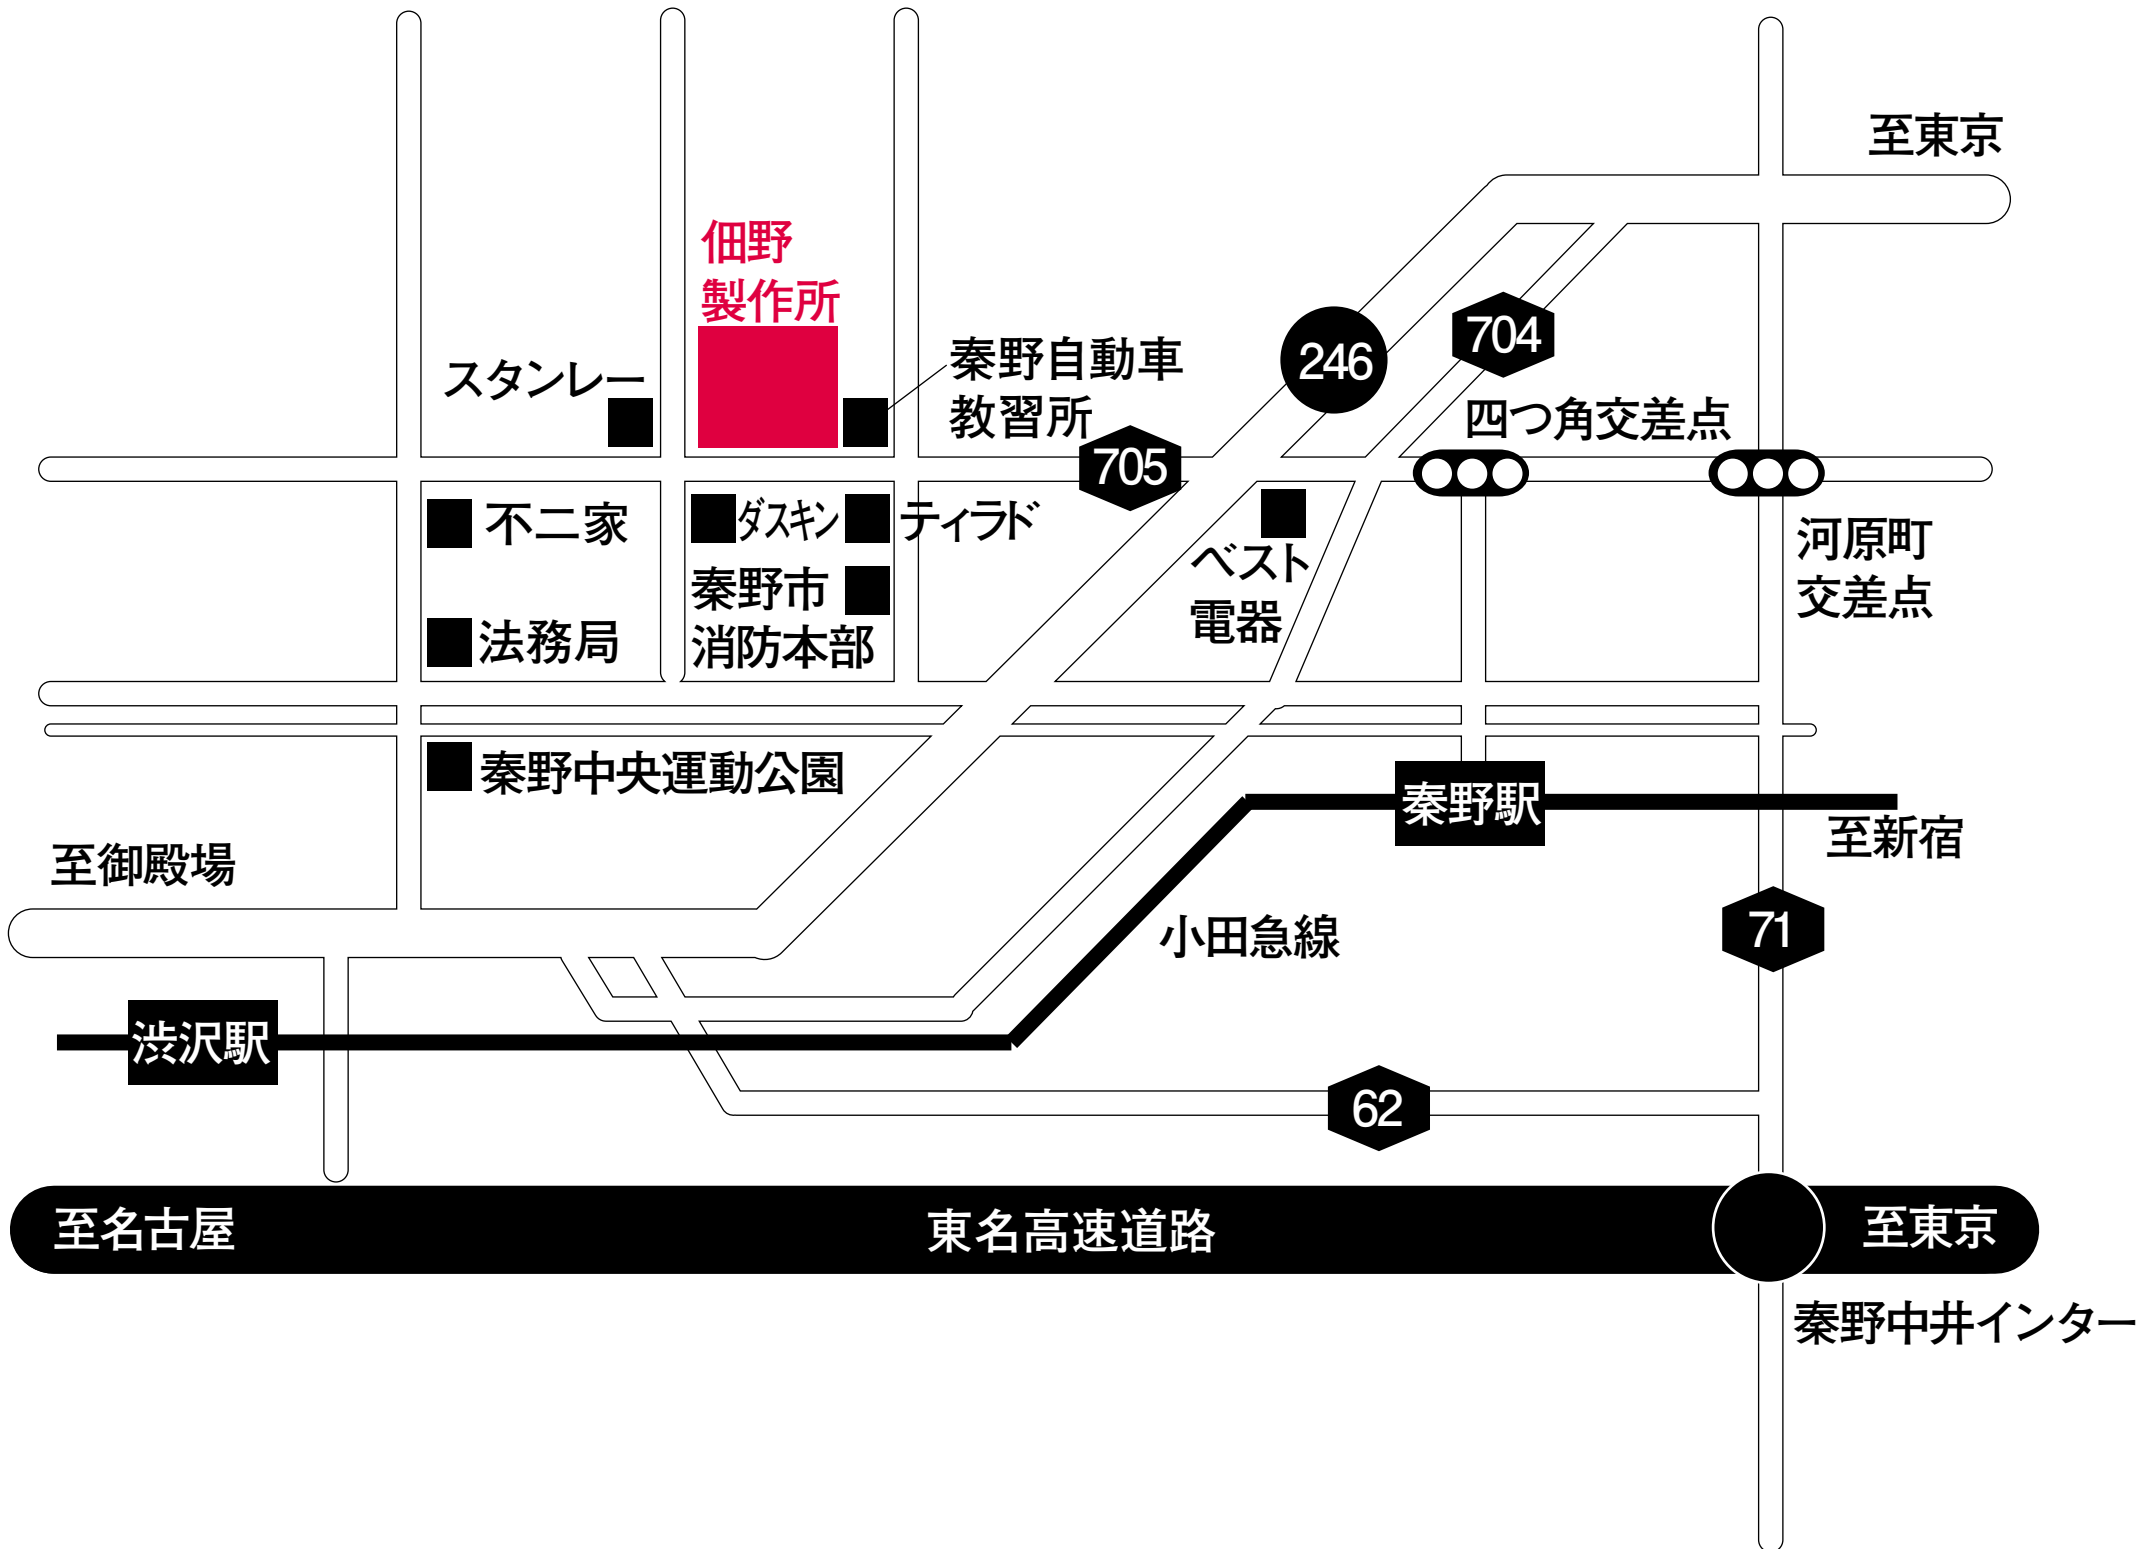 至東京
佃野
製作所
秦野自動車
教習所
スタンレー
246
704
四つ角交差点
705
不二家
ダスキン
ティラド
ベスト
電器
河原町
交差点
秦野市
消防本部
法務局
秦野中央運動公園
秦野駅
至新宿
至御殿場
小田急線
71
渋沢駅
62
至名古屋
東名高速道路
至東京
秦野中井インター